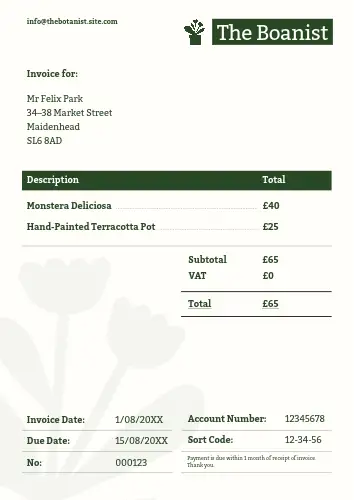 info@thebotanist.site.com
The Boanist
Invoice for:
Mr Felix Park
34–38 Market Street
Maidenhead
SL6 8AD
Description Total
Monstera Deliciosa £40
Hand-Painted Terracotta Pot £25
Subtotal £65
VAT £0
Total £65
Invoice Date: 1/08/20XX
Due Date: 15/08/20XX
No: 000123
Account Number: 12345678
Sort Code: 12-34-56
Payment is due within 1 month of receipt of invoice.
Thank you.